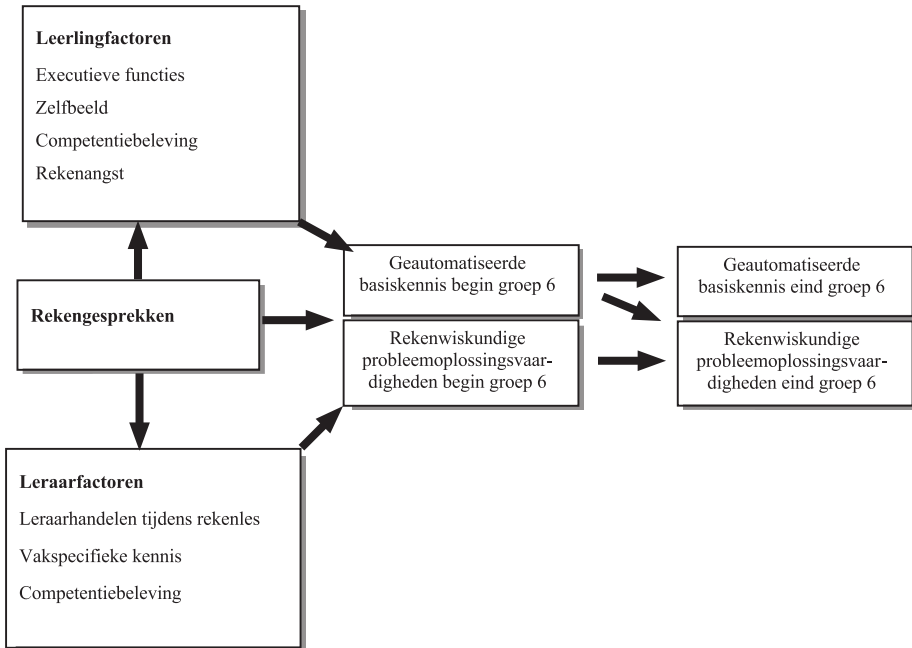 Leerlingfactoren
Executieve functies
Zelfbeeld
Competentiebeleving
Rekenangst
Rekengesprekken
Geautomatiseerde
basiskennis begin groep 6
Rekenwiskundige
probleemoplossingsvaar-
digheden begin groep 6
Geautomatiseerde
basiskennis eind groep 6
Rekenwiskundige
probleemoplossingsvaar-
digheden eind groep 6
Leraarfactoren
Leraarhandelen tijdens rekenles
Vakspecifieke kennis
Competentiebeleving